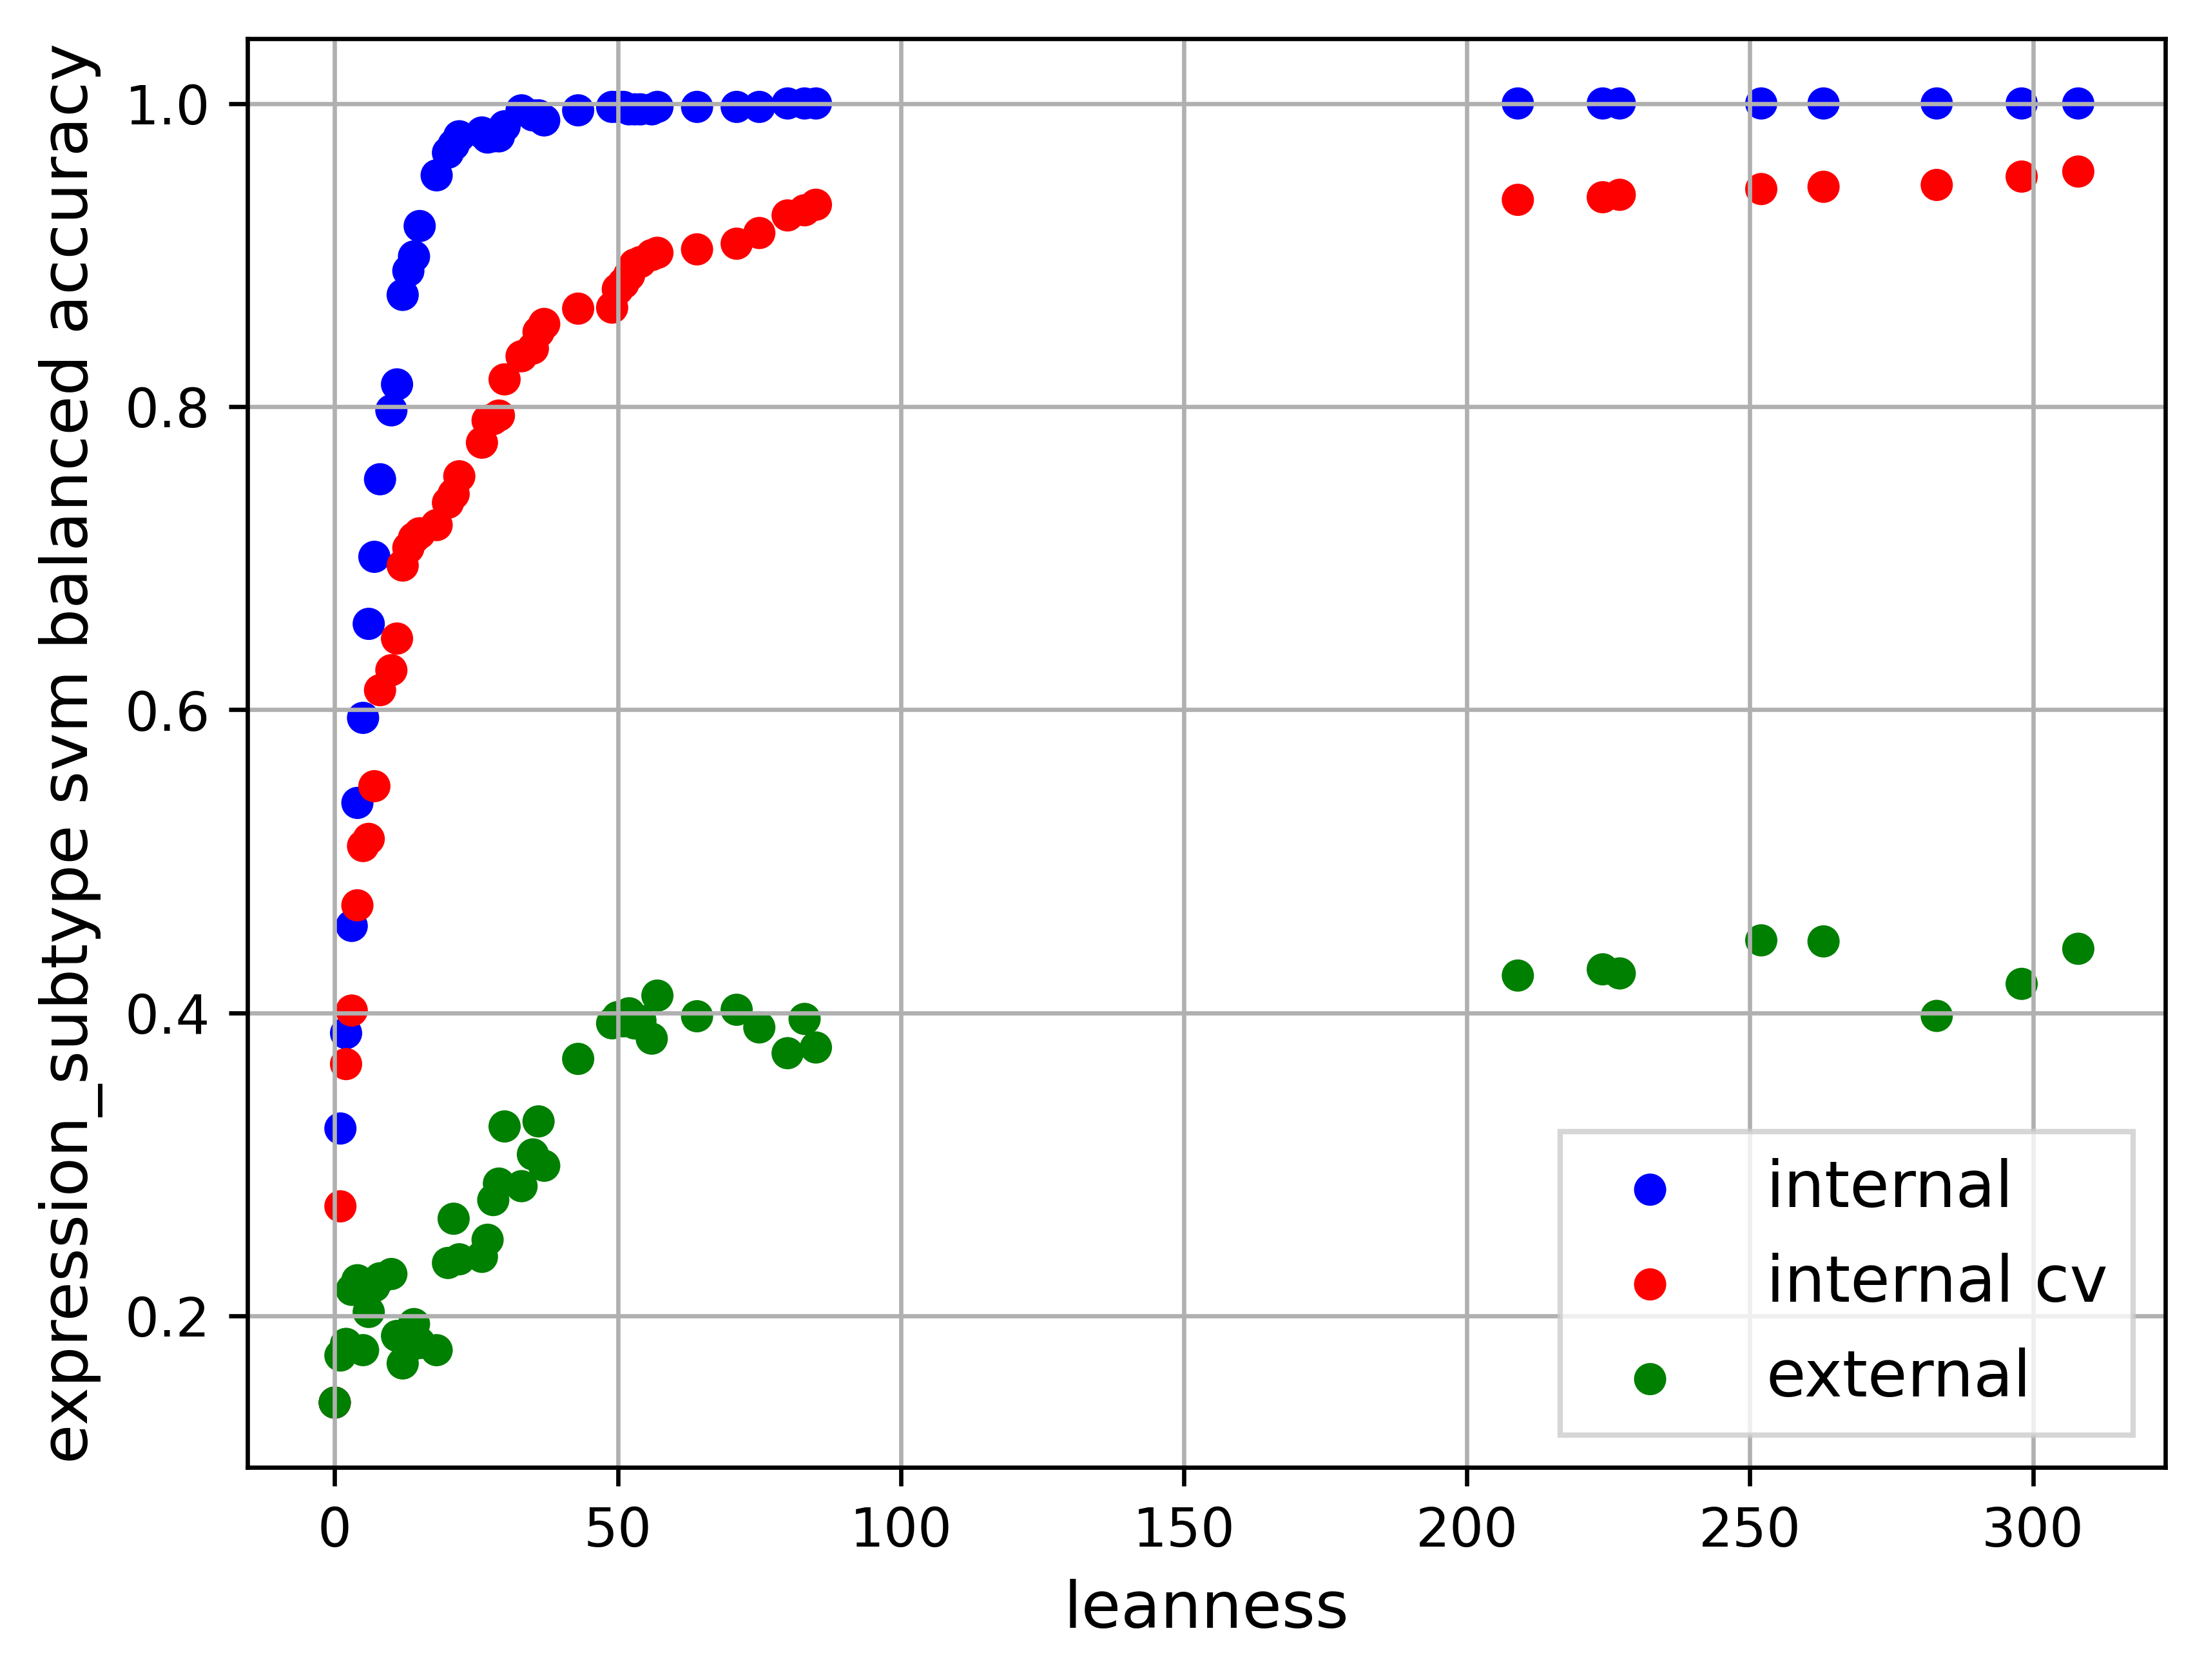 expression_subtype svm balanced accuracy
1.0
0.8
0.6
0.4
0.2
0 50 100 150 200 250 300
leanness
internal
internal cv
external